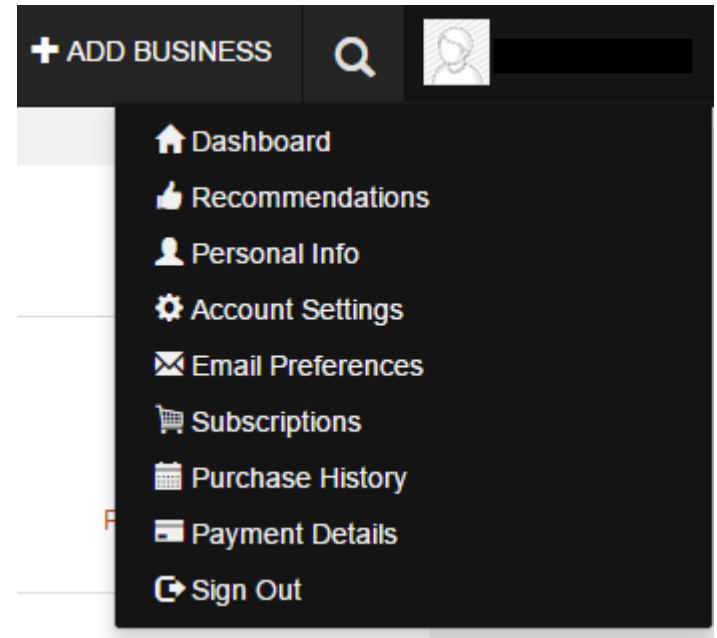 ADD BUSINESS
Dashboard
Recommendations
Personal Info
Account Settings
Email Preferences
Subscriptions
Purchase History
Payment Details
Sign Out